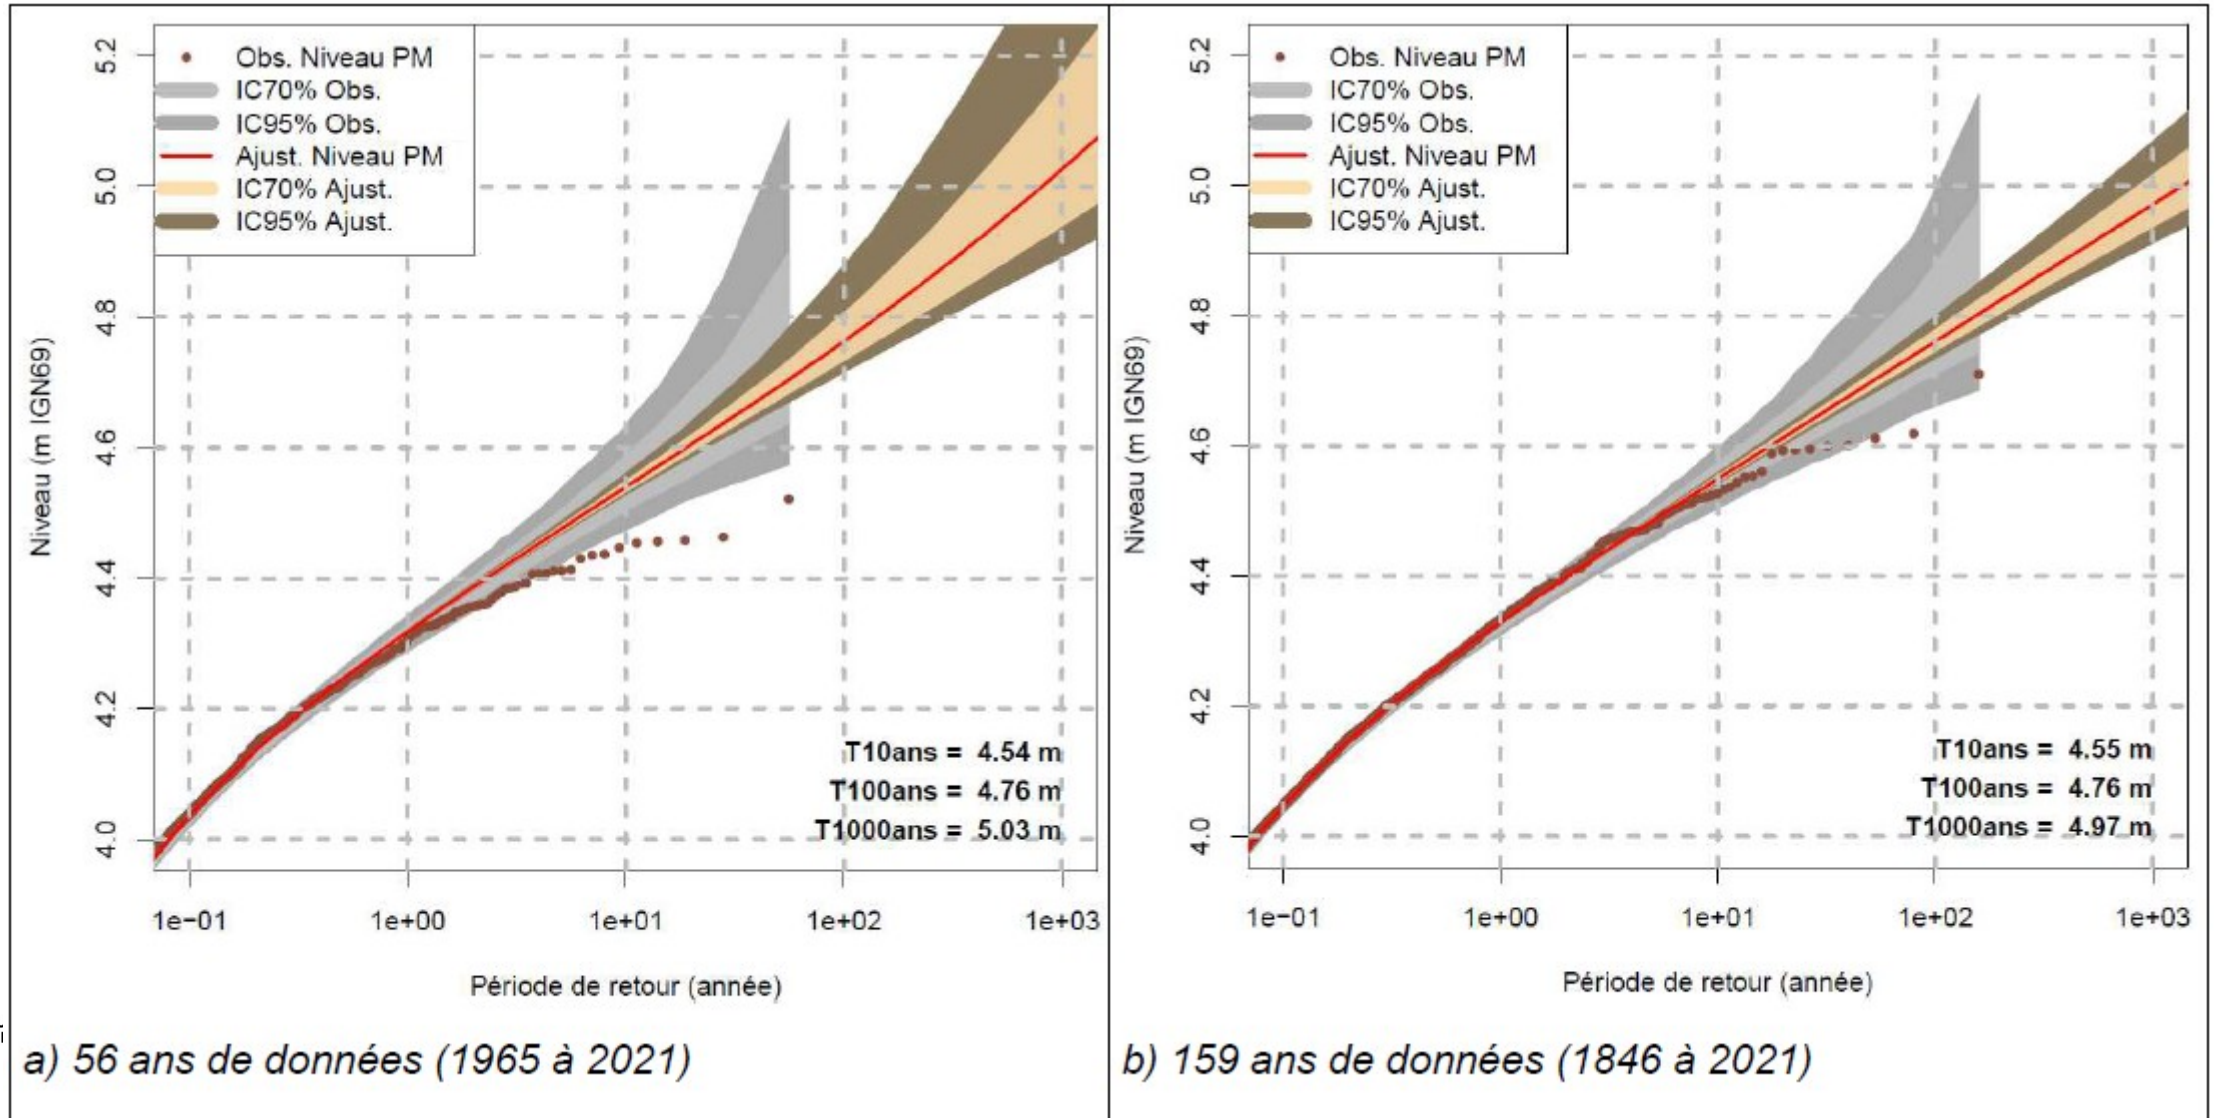 Obs. Niveau PM
IC70% Obs.
IC95% Obs.
Ajust. Niveau PM
IC70% Ajust.
IC95% Ajust.
5.2
5.0
4.8
4.6
4.4
4.2
4.0
Niveau (m IGN69)
T10ans = 4.54 m
T100ans = 4.76 m
T1000ans = 5.03 m
1e−01 1e+00 1e+01 1e+02 1e+03
Période de retour (année)
a) 56 ans de données (1965 à 2021)
Obs. Niveau PM
IC70% Obs.
IC95% Obs.
Ajust. Niveau PM
IC70% Ajust.
IC95% Ajust.
5.2
5.0
4.8
4.6
4.4
4.2
4.0
Niveau (m IGN69)
T10ans = 4.55 m
T100ans = 4.76 m
T1000ans = 4.97 m
1e−01 1e+00 1e+01 1e+02 1e+03
Période de retour (année)
b) 159 ans de données (1846 à 2021)